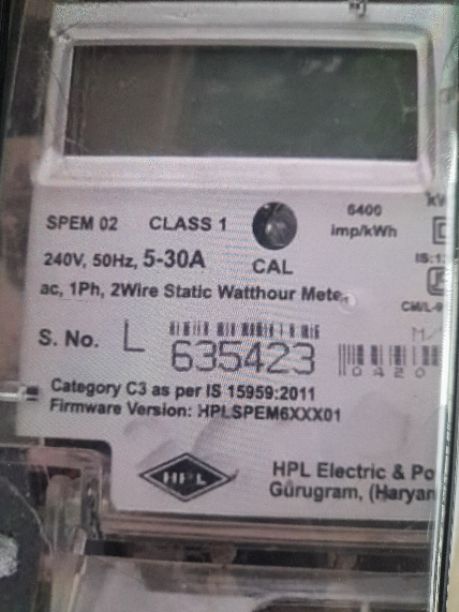 SPEM 02 CLASS 1
6400
imp/kWh
240V, 50Hz, 5-30A CAL
ac, 1Ph, 2Wire Static Watthour Mete
S. No. L 635423
0420
Category C3 as per IS 15959:2011
Firmware Version: HPLSPEM6XXX01
HPL
HPL Electric & Po
Gurugram, (Haryan